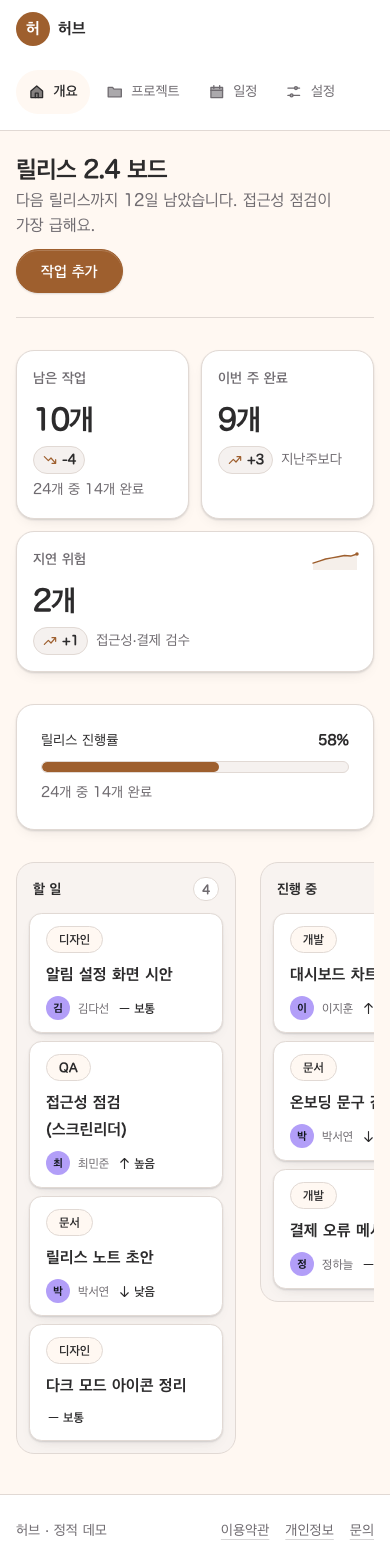 허 허브
개요 프로젝트 일정 설정
릴리스 2.4 보드
다음 릴리스까지 12일 남았습니다. 접근성 점검이
가장 급해요.
작업 추가
남은 작업
10개
-4
24개 중 14개 완료
이번 주 완료
9개
+3 지난주보다
지연 위험
2개
+1 접근성·결제 검수
릴리스 진행률 58%
24개 중 14개 완료
할 일 4
디자인
알림 설정 화면 시안
김 김다선 — 보통
QA
접근성 점검
(스크린리더)
최 최민준 ↑ 높음
문서
릴리스 노트 초안
박 박서연 ↓ 낮음
디자인
다크 모드 아이콘 정리
— 보통
진행 중
개발
대시보드 차트
이 이지훈 ↑
문서
온보딩 문구
박 박서연 ↓
개발
결제 오류
정 정하늘 —
허브 · 정적 데모 이용약관 개인정보 문의